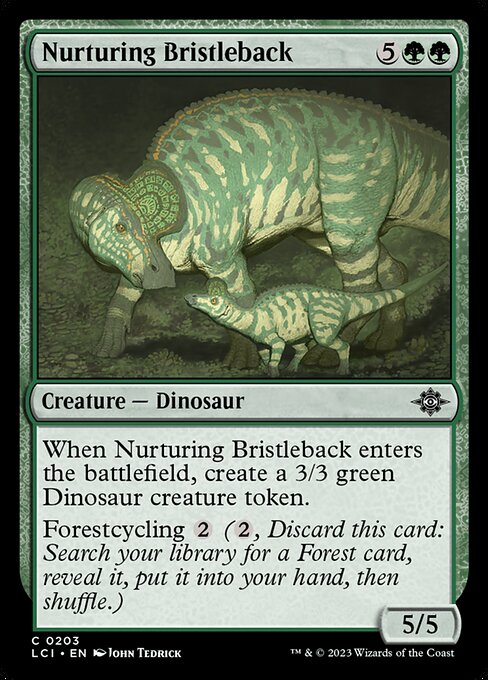 Nurturing Bristleback 5
Creature — Dinosaur
When Nurturing Bristleback enters
the battlefield, create a 3/3 green
Dinosaur creature token.
Forestcycling 2 (2, Discard this card:
Search your library for a Forest card,
reveal it, put it into your hand, then
shuffle.)
5/5
C 0203
LCI • EN JOHN TEDRICK
™ & © 2023 Wizards of the Coast